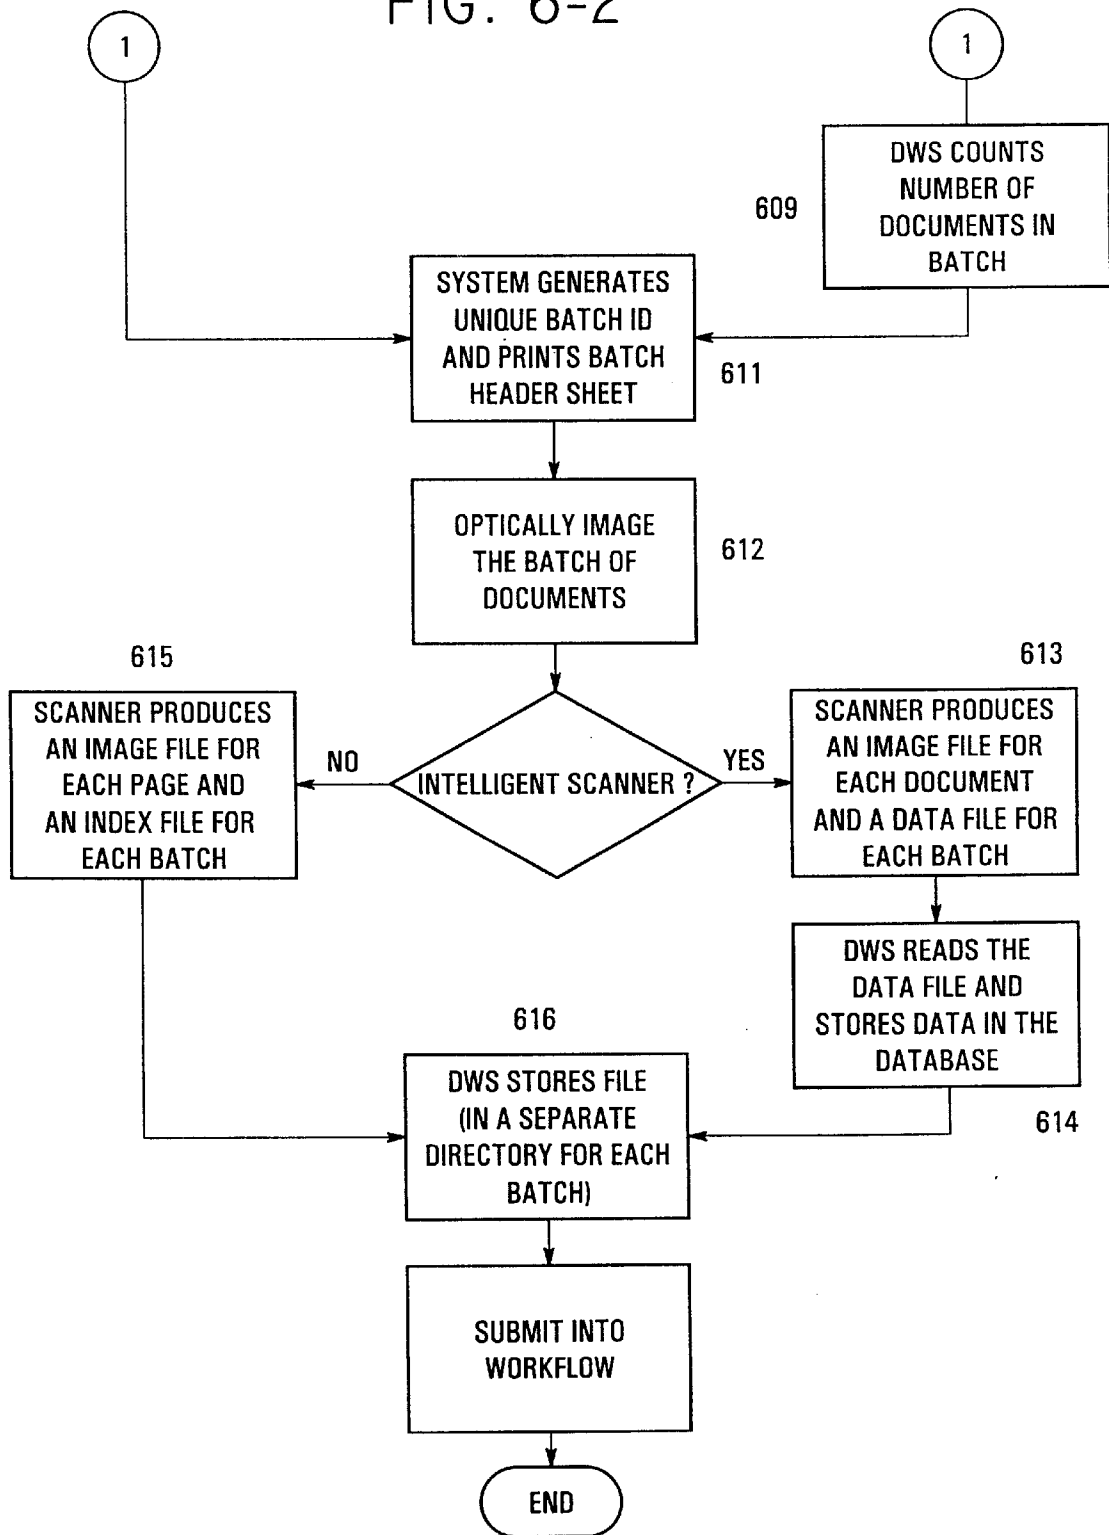 FIG. 6-2
1
1
DWS COUNTS
NUMBER OF
DOCUMENTS IN
BATCH
609
SYSTEM GENERATES
UNIQUE BATCH ID
AND PRINTS BATCH
HEADER SHEET
611
OPTICALLY IMAGE
THE BATCH OF
DOCUMENTS
612
615
SCANNER PRODUCES
AN IMAGE FILE FOR
EACH PAGE AND
AN INDEX FILE FOR
EACH BATCH
NO
INTELLIGENT SCANNER ?
YES
613
SCANNER PRODUCES
AN IMAGE FILE FOR
EACH DOCUMENT
AND A DATA FILE FOR
EACH BATCH
DWS READS THE
DATA FILE AND
STORES DATA IN THE
DATABASE
614
616
DWS STORES FILE
(IN A SEPARATE
DIRECTORY FOR EACH
BATCH)
SUBMIT INTO
WORKFLOW
END